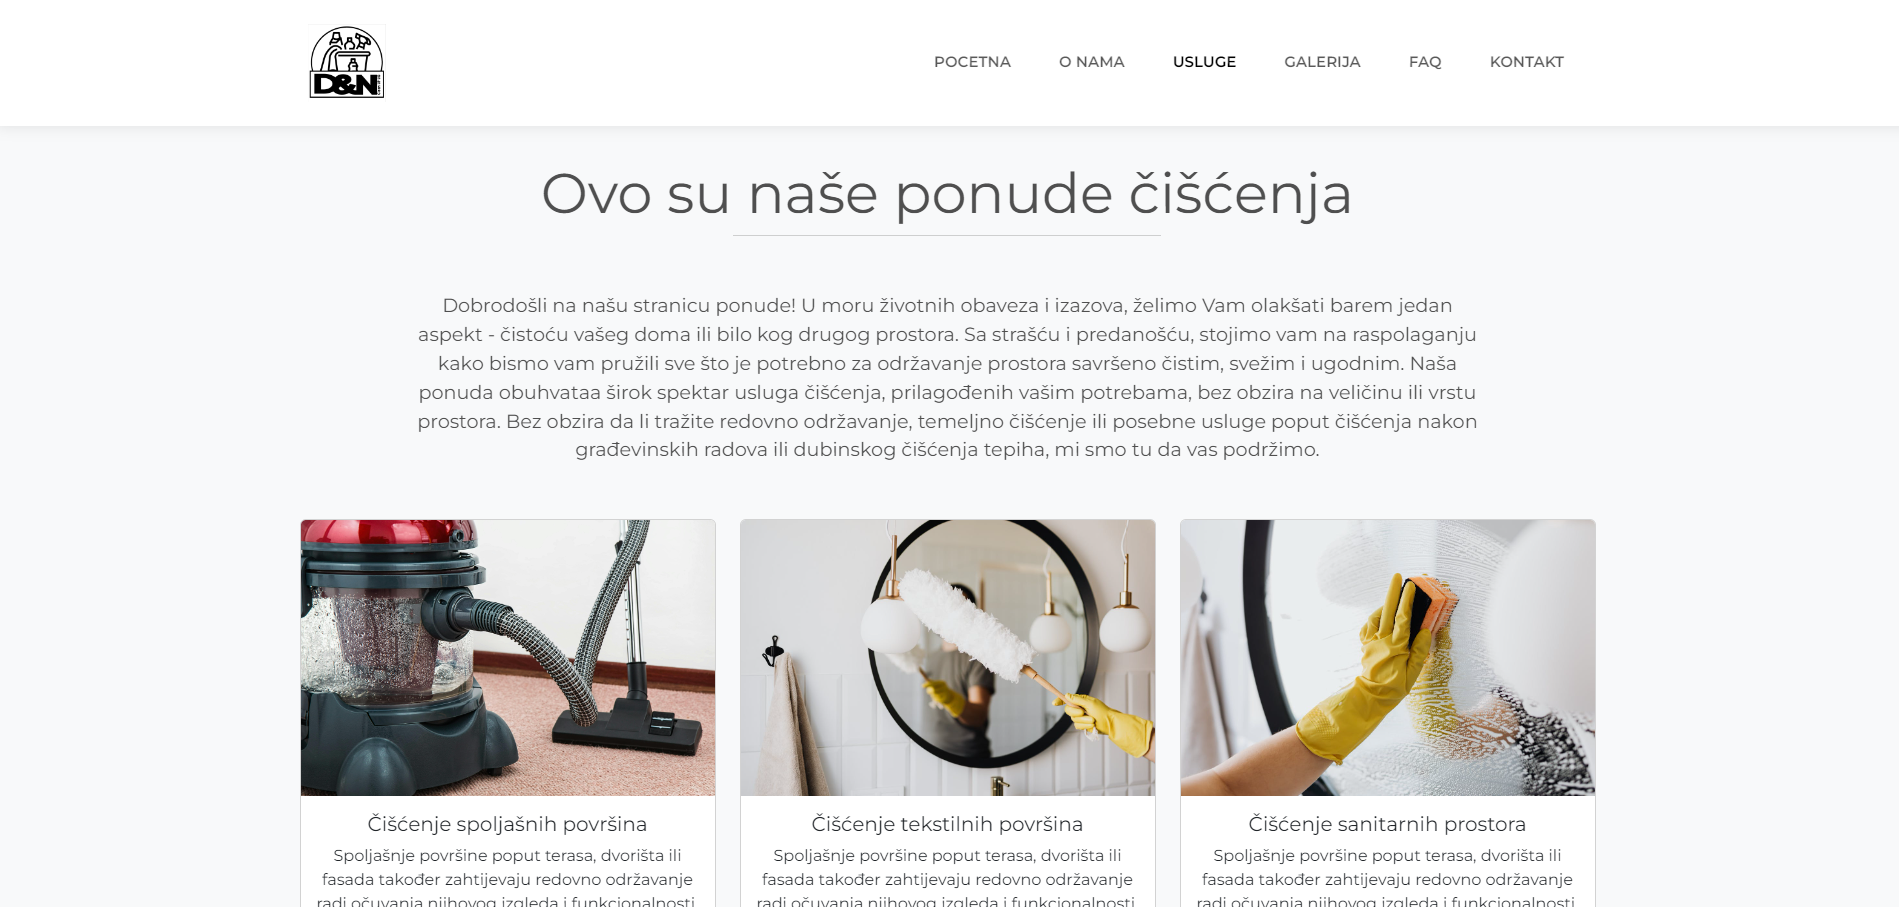 D&N
POCETNA
O NAMA
USLUGE
GALERIJA
FAQ
KONTAKT
Ovo su naše ponude čišćenja
Dobrodošli na našu stranicu ponude! U moru životnih obaveza i izazova, želimo Vam olakšati barem jedan
aspekt - čistoću vašeg doma ili bilo kog drugog prostora. Sa strašću i predanošću, stojimo vam na raspolaganju
kako bismo vam pružili sve što je potrebno za održavanje prostora savršeno čistim, svežim i ugodnim. Naša
ponuda obuhvataa širok spektar usluga čišćenja, prilagođenih vašim potrebama, bez obzira na veličinu ili vrstu
prostora. Bez obzira da li tražite redovno održavanje, temeljno čišćenje ili posebne usluge poput čišćenja nakon
građevinskih radova ili dubinskog čišćenja tepiha, mi smo tu da vas podržimo.
Čišćenje spoljašnih površina
Spoljašnje površine poput terasa, dvorišta ili
fasada također zahtijevaju redovno održavanje
radi očuvanja njihovog izgleda i funkcionalnosti.
Čišćenje tekstilnih površina
Spoljašnje površine poput terasa, dvorišta ili
fasada također zahtijevaju redovno održavanje
radi očuvanja njihovog izgleda i funkcionalnosti.
Čišćenje sanitarnih prostora
Spoljašnje površine poput terasa, dvorišta ili
fasada također zahtijevaju redovno održavanje
radi očuvanja njihovog izgleda i funkcionalnosti.